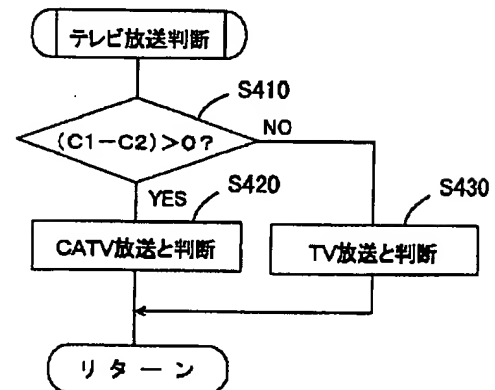 テレビ放送判断
S410
(C1−C2)>0?
NO
YES
S420
S430
CATV放送と判断
TV放送と判断
リターン